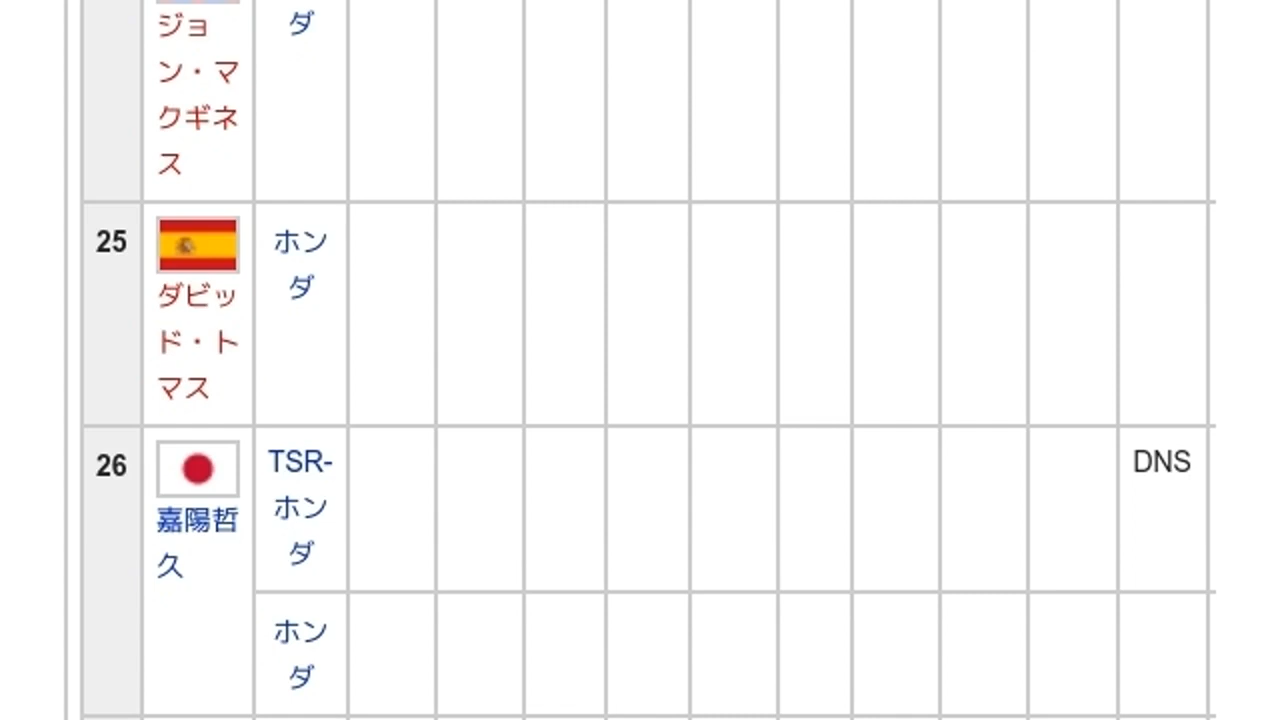 ジョ
ン・マ
クギネ
ス
ダ
25
ダビッ
ド・ト
マス
ホン
ダ
26
嘉陽哲
久
TSR-
ホン
ダ
DNS
ホン
ダ